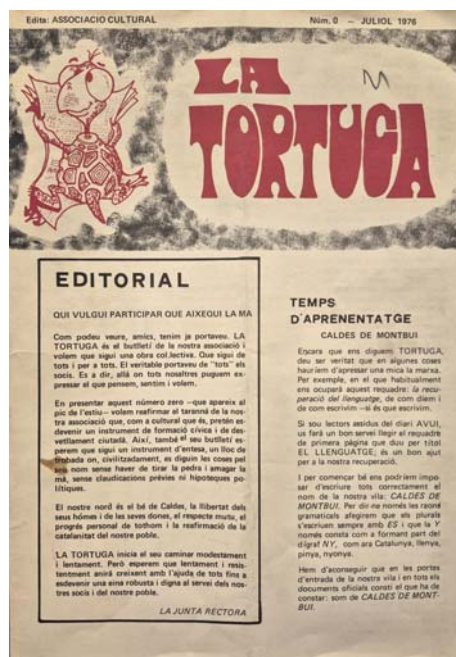 Edita: ASSOCIACIO CULTURAL
Núm. 0 — JULIOL 1976
LA
TORTUGA
EDITORIAL
QUI VULGUI PARTICIPAR QUE AIXEQUI LA MA
Com podeu veure, amics, tenim ja portaveu. LA
TORTUGA és el butlletí de la nostra associació i
volem que sigui una obra col.lectiva. Que sigui de
tots i per a tots. El veritable portaveu de "tots" els
socis. Es a dir, allà on tots nosaltres puguem ex-
pressar el que pensem, sentim i volem.
En presentar aquest número zero —que apareix al
pic de l'estiu— volem reafirmar el tarannà de la nos-
tra associació que, com a cultural que és, pretén es-
devenir un instrument de formació cívica i de des-
vetllament ciutadà. Així, també el seu butlletí es-
perem que sigui un instrument d'entesa, un lloc de
trobada on, civilitzadament, es diguin les coses pel
seu nom sense haver de tirar la pedra i amagar la
mà, sense claudicacions prèvies ni hipoteques po-
lítiques.
El nostre nord és el bé de Caldes, la llibertat dels
seus hómes i de les seves dones, el respecte mutu, el
progrés personal de tothom i la reafirmació de la
catalanitat del nostre poble.
LA TORTUGA inicia el seu caminar modestament
i lentament. Però esperem que lentament i resis-
tentment anirà creixent amb l'ajuda de tots fins a
esdevenir una eina robusta i digna al servei dels nos-
tres socis i del nostre poble.
LA JUNTA RECTORA
TEMPS
D'APRENENTATGE
CALDES DE MONTBUI
Encara que ens diguem TORTUGA,
deu ser veritat que en algunes coses
hauríem d'apressar una mica la marxa.
Per exemple, en el que habitualment
ens ocuparà aquest requadre: la recu-
peració del llenguatge, de com diem i
de com escrivim —si és que escrivim.
Si sou lectors assidus del diari AVUI,
us farà un bon servei llegir el requadre
de primera pàgina que duu per títol
EL LLENGUATGE; és un bon ajut
per a la nostra recuperació.
I per començar bé ens podríem impo-
sar d'escriure tots correctament el
nom de la nostra vila: CALDES DE
MONTBUI. Per dir-ne només les raons
gramaticals afegirem que els plurals
s'escriuen sempre amb ES i que la Y
només consta com a formant part del
dígraf NY, com ara Catalunya, llenya,
pinya, nyonya.
Hem d'aconseguir que en les portes
d'entrada de la nostra vila i en tots els
documents oficials consti el que ha de
constar: som de CALDES DE MONT-
BUI.